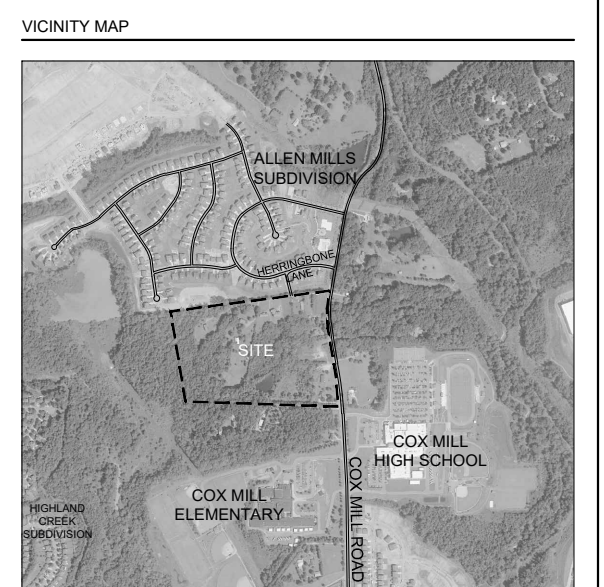 VICINITY MAP
ALLEN MILLS
SUBDIVISION
HERRINGBONE
LANE
SITE
COX MILL
HIGH SCHOOL
COX MILL
ELEMENTARY
COX MILL ROAD
HIGHLAND
CREEK
SUBDIVISION